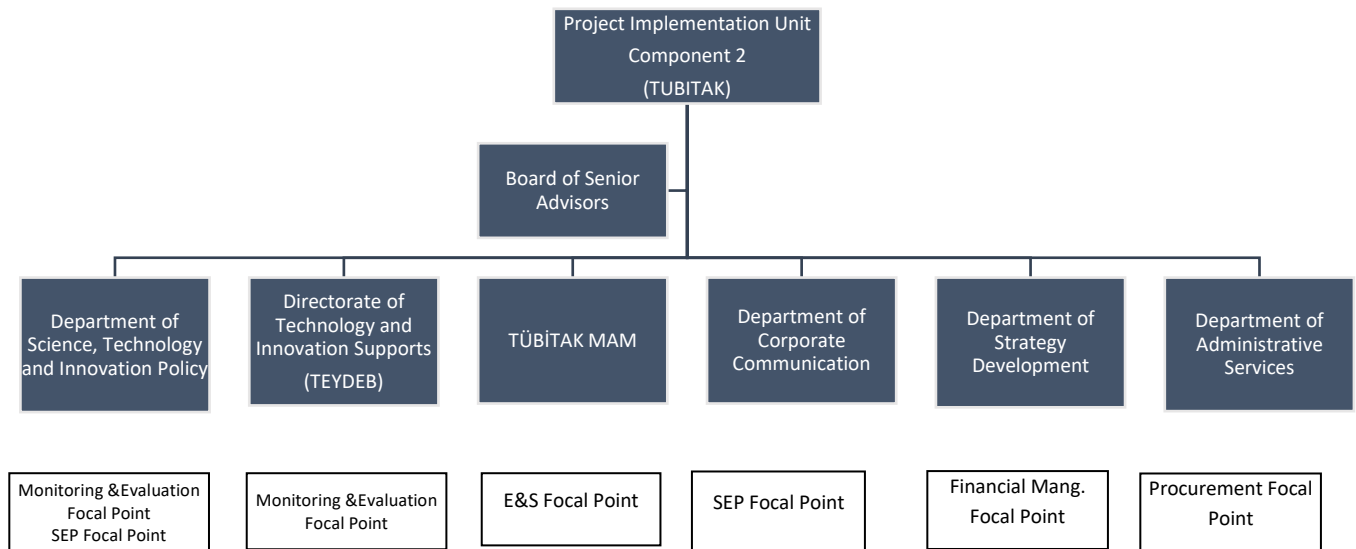 Project Implementation Unit
Component 2
(TUBITAK)
Board of Senior
Advisors
Department of
Science, Technology
and Innovation Policy
Directorate of
Technology and
Innovation Supports
(TEYDEB)
TÜBİTAK MAM
Department of
Corporate
Communication
Department of
Strategy
Development
Department of
Administrative
Services
Monitoring &Evaluation
Focal Point
SEP Focal Point
Monitoring &Evaluation
Focal Point
E&S Focal Point
SEP Focal Point
Financial Mang.
Focal Point
Procurement Focal
Point